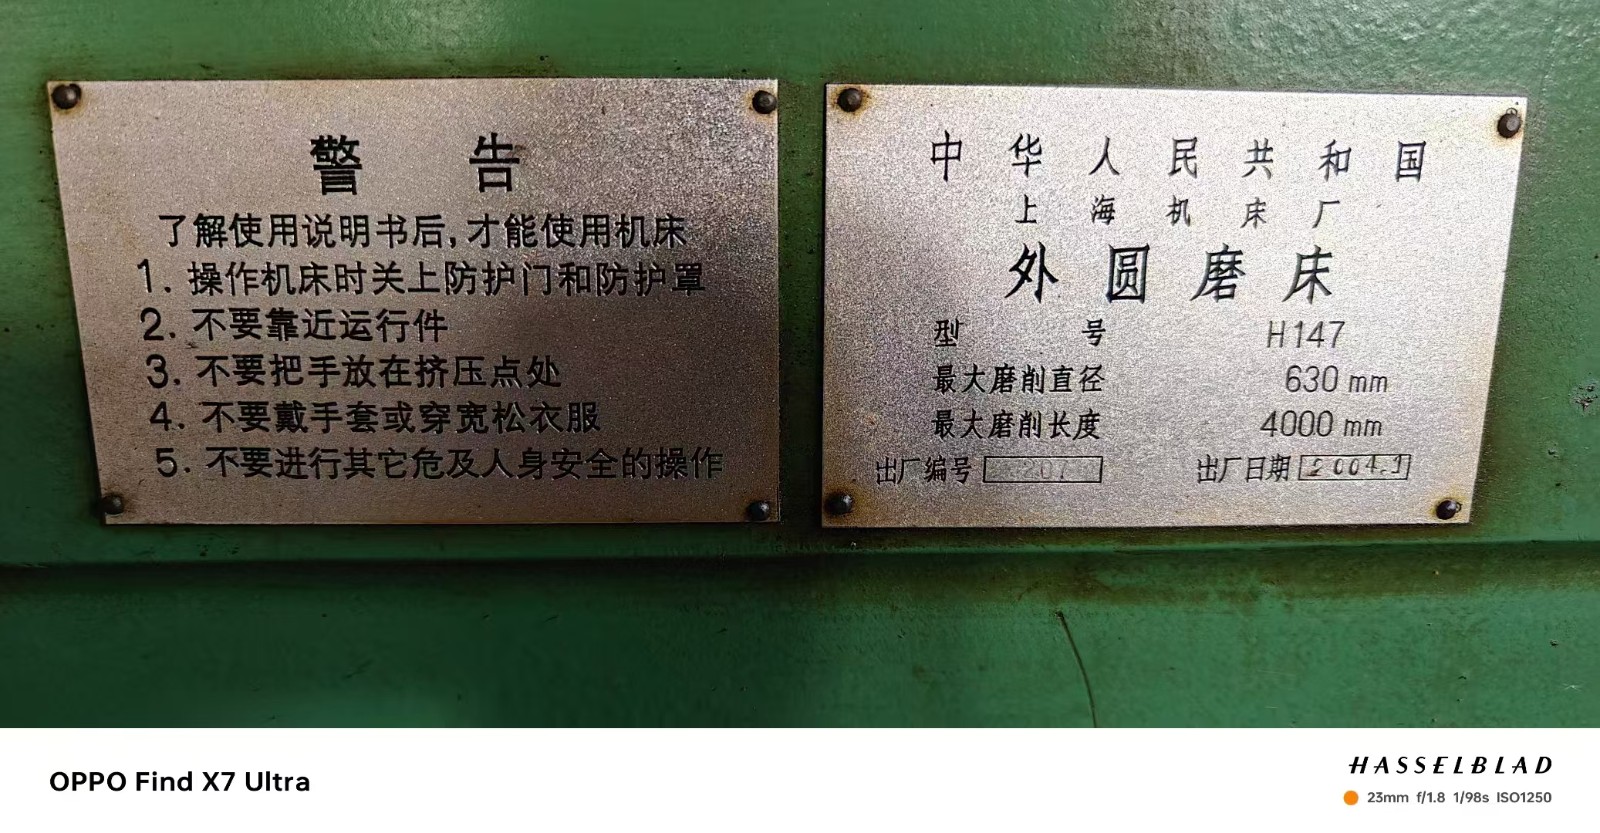 警 告
了解使用说明书后,才能使用机床
1. 操作机床时关上防护门和防护罩
2. 不要靠近运行件
3. 不要把手放在挤压点处
4. 不要戴手套或穿宽松衣服
5. 不要进行其它危及人身安全的操作
中 华 人 民 共 和 国
上 海 机 床 厂
外 圆 磨 床
型 号 H147
最大磨削直径 630 mm
最大磨削长度 4000 mm
出厂编号 出厂日期 2004.1
OPPO Find X7 Ultra
HASSELBLAD
23mm f/1.8 1/98s ISO1250